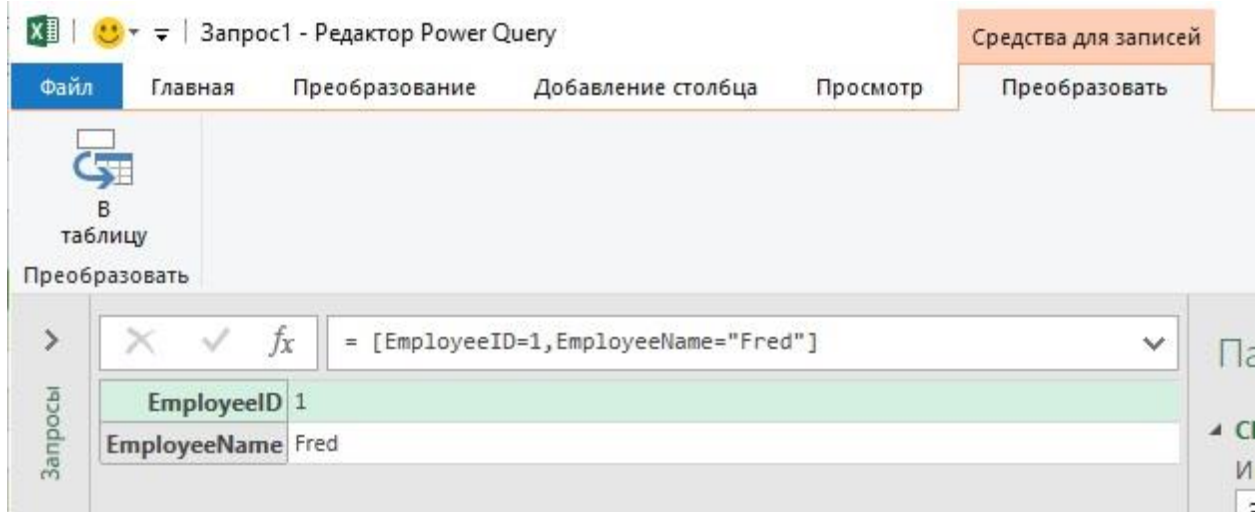 Запрос1 - Редактор Power Query
Средства для записей
Файл Главная Преобразование Добавление столбца Просмотр Преобразовать
В
таблицу
Преобразовать
fx = [EmployeeID=1,EmployeeName="Fred"]
Запросы
EmployeeID 1
EmployeeName Fred